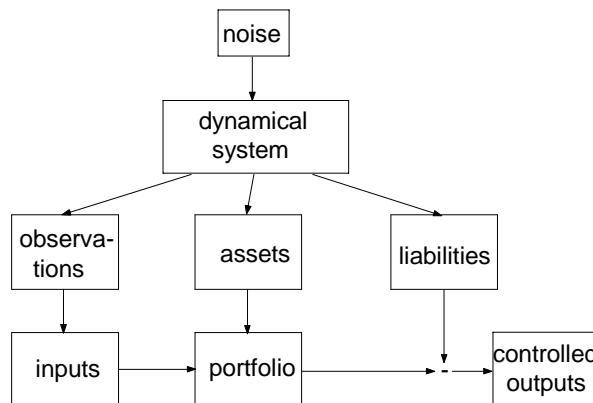 noise
dynamical
system
observa-
tions
assets
liabilities
inputs
portfolio
-
controlled
outputs